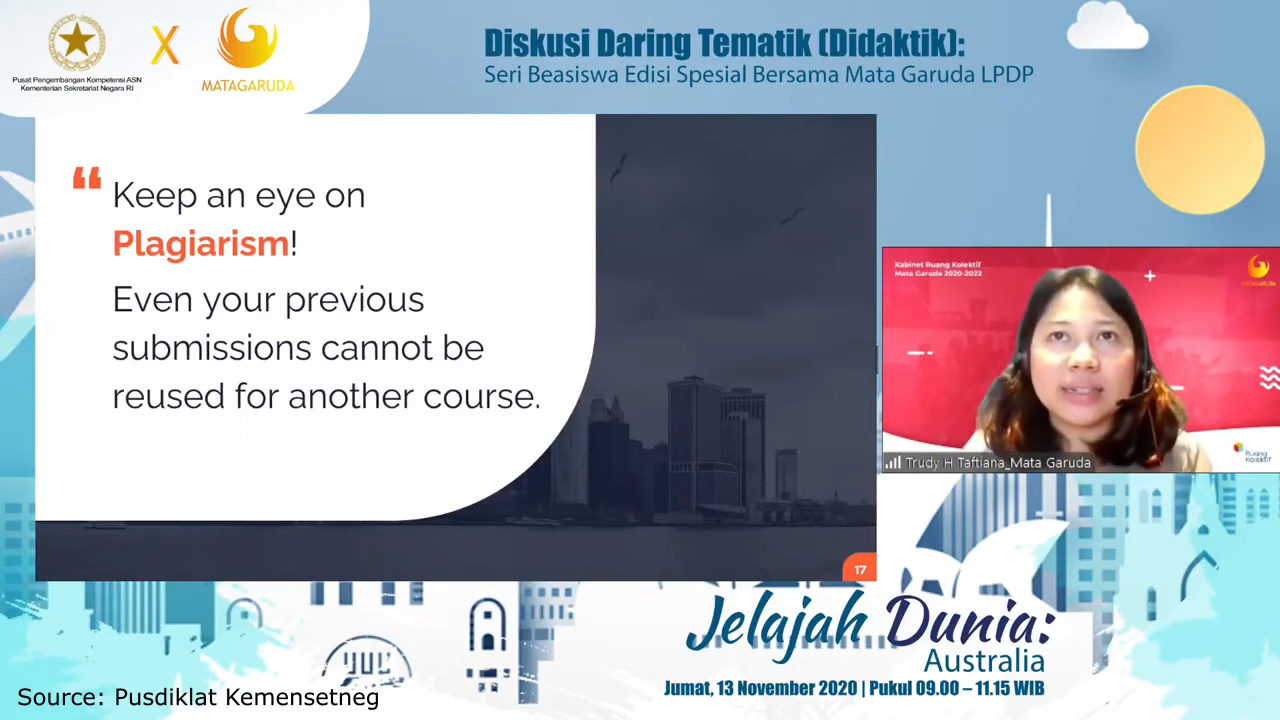 Pusat Pengembangan Kompetensi ASN
Kementerian Sekretariat Negara RI
X
MATAGARUDA
Diskusi Daring Tematik (Didaktik):
Seri Beasiswa Edisi Spesial Bersama Mata Garuda LPDP
“ Keep an eye on
Plagiarism!
Even your previous
submissions cannot be
reused for another course.
17
Kabinet Ruang Kolektif
Mata Garuda 2020-2022
MATAGARUDA
Trudy H Taftiana_Mata Garuda
Ruang
Kolektif
Jelajah Dunia:
Australia
Jumat, 13 November 2020 | Pukul 09.00 – 11.15 WIB
Source: Pusdiklat Kemensetneg